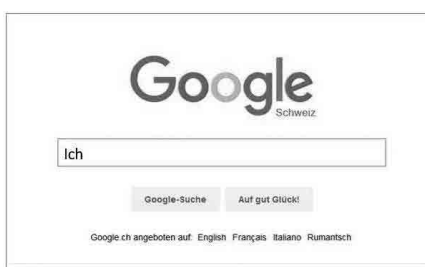 Google
Schweiz
Ich
Google-Suche Auf gut Glück!
Google.ch angeboten auf: English Français Italiano Rumantsch